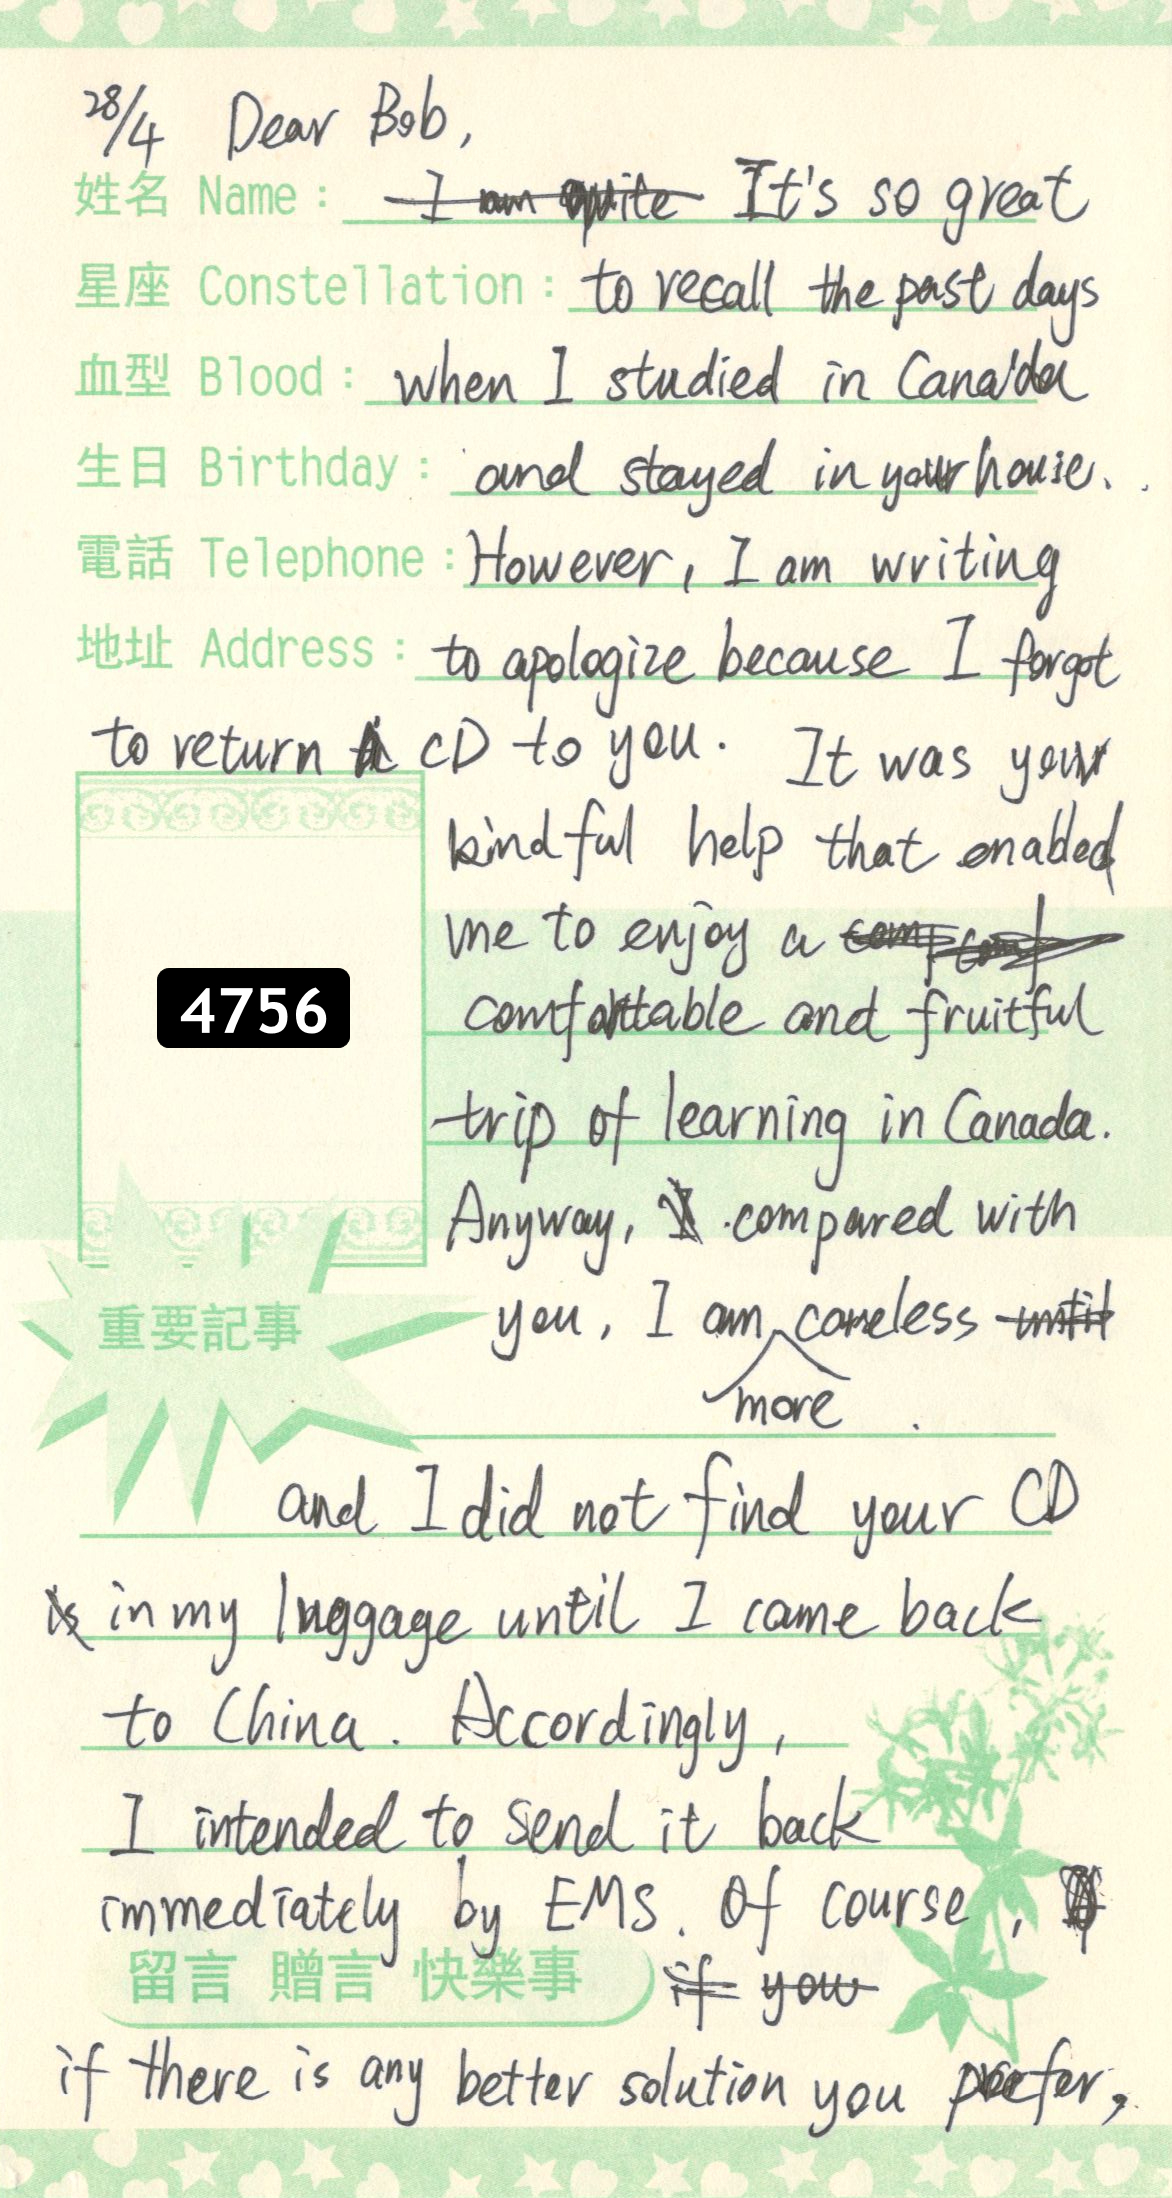 28/4 Dear Bob,
姓名 Name: I am quite It's so great
星座 Constellation: to recall the past days
血型 Blood: when I studied in Canada
生日 Birthday: and stayed in your house.
電話 Telephone: However, I am writing
地址 Address: to apologize because I forgot
to return a CD to you. It was your
kindful help that enabled
me to enjoy a
comfortable and fruitful
4756
trip of learning in Canada.
Anyway, compared with
you, I am careless until
重要記事
more
and I did not find your CD
is in my luggage until I came back
to China. Accordingly,
I intended to send it back
immediately by EMS. Of course,
留言 贈言 快樂事 if you
if there is any better solution you prefer,